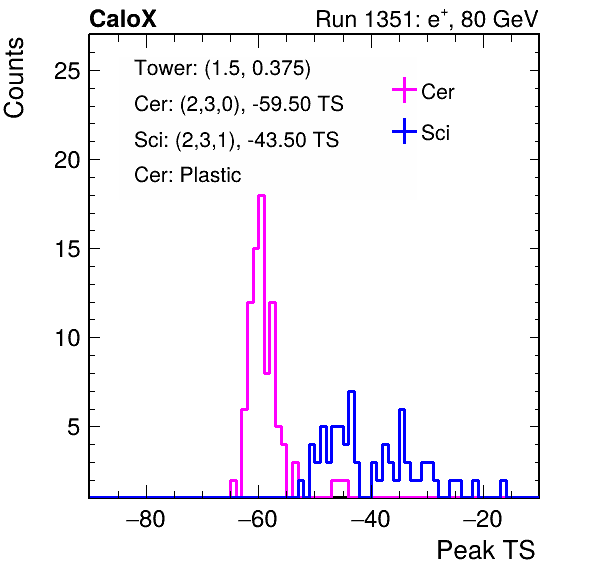 CaloX Run 1351: e⁺, 80 GeV
Counts
Tower: (1.5, 0.375)
Cer: (2,3,0), -59.50 TS
Sci: (2,3,1), -43.50 TS
Cer: Plastic
Cer
Sci
25
20
15
10
5
−80 −60 −40 −20
Peak TS